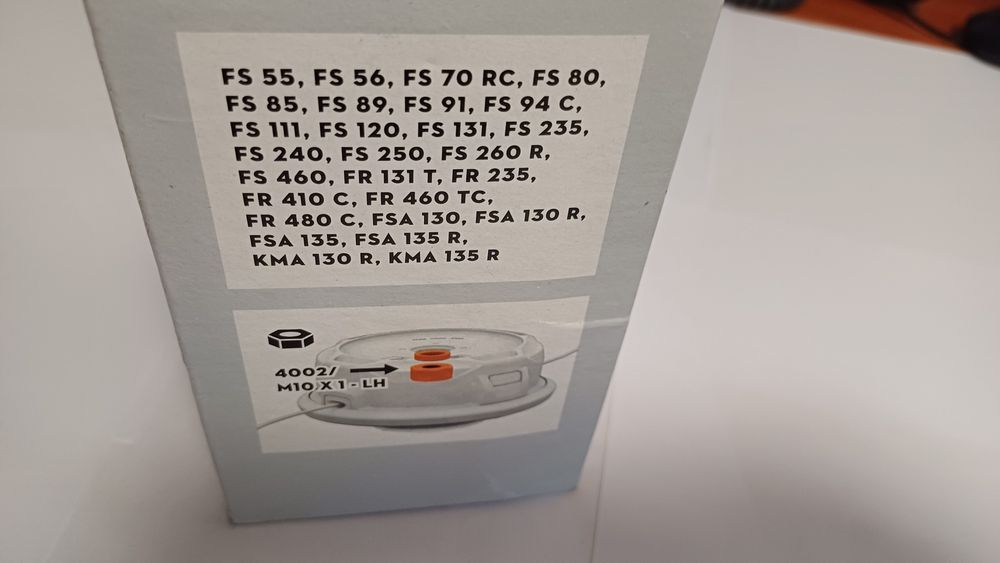 FS 55, FS 56, FS 70 RC, FS 80,
FS 85, FS 89, FS 91, FS 94 C,
FS 111, FS 120, FS 131, FS 235,
FS 240, FS 250, FS 260 R,
FS 460, FR 131 T, FR 235,
FR 410 C, FR 460 TC,
FR 480 C, FSA 130, FSA 130 R,
FSA 135, FSA 135 R,
KMA 130 R, KMA 135 R
4002/
M10 X 1 - LH